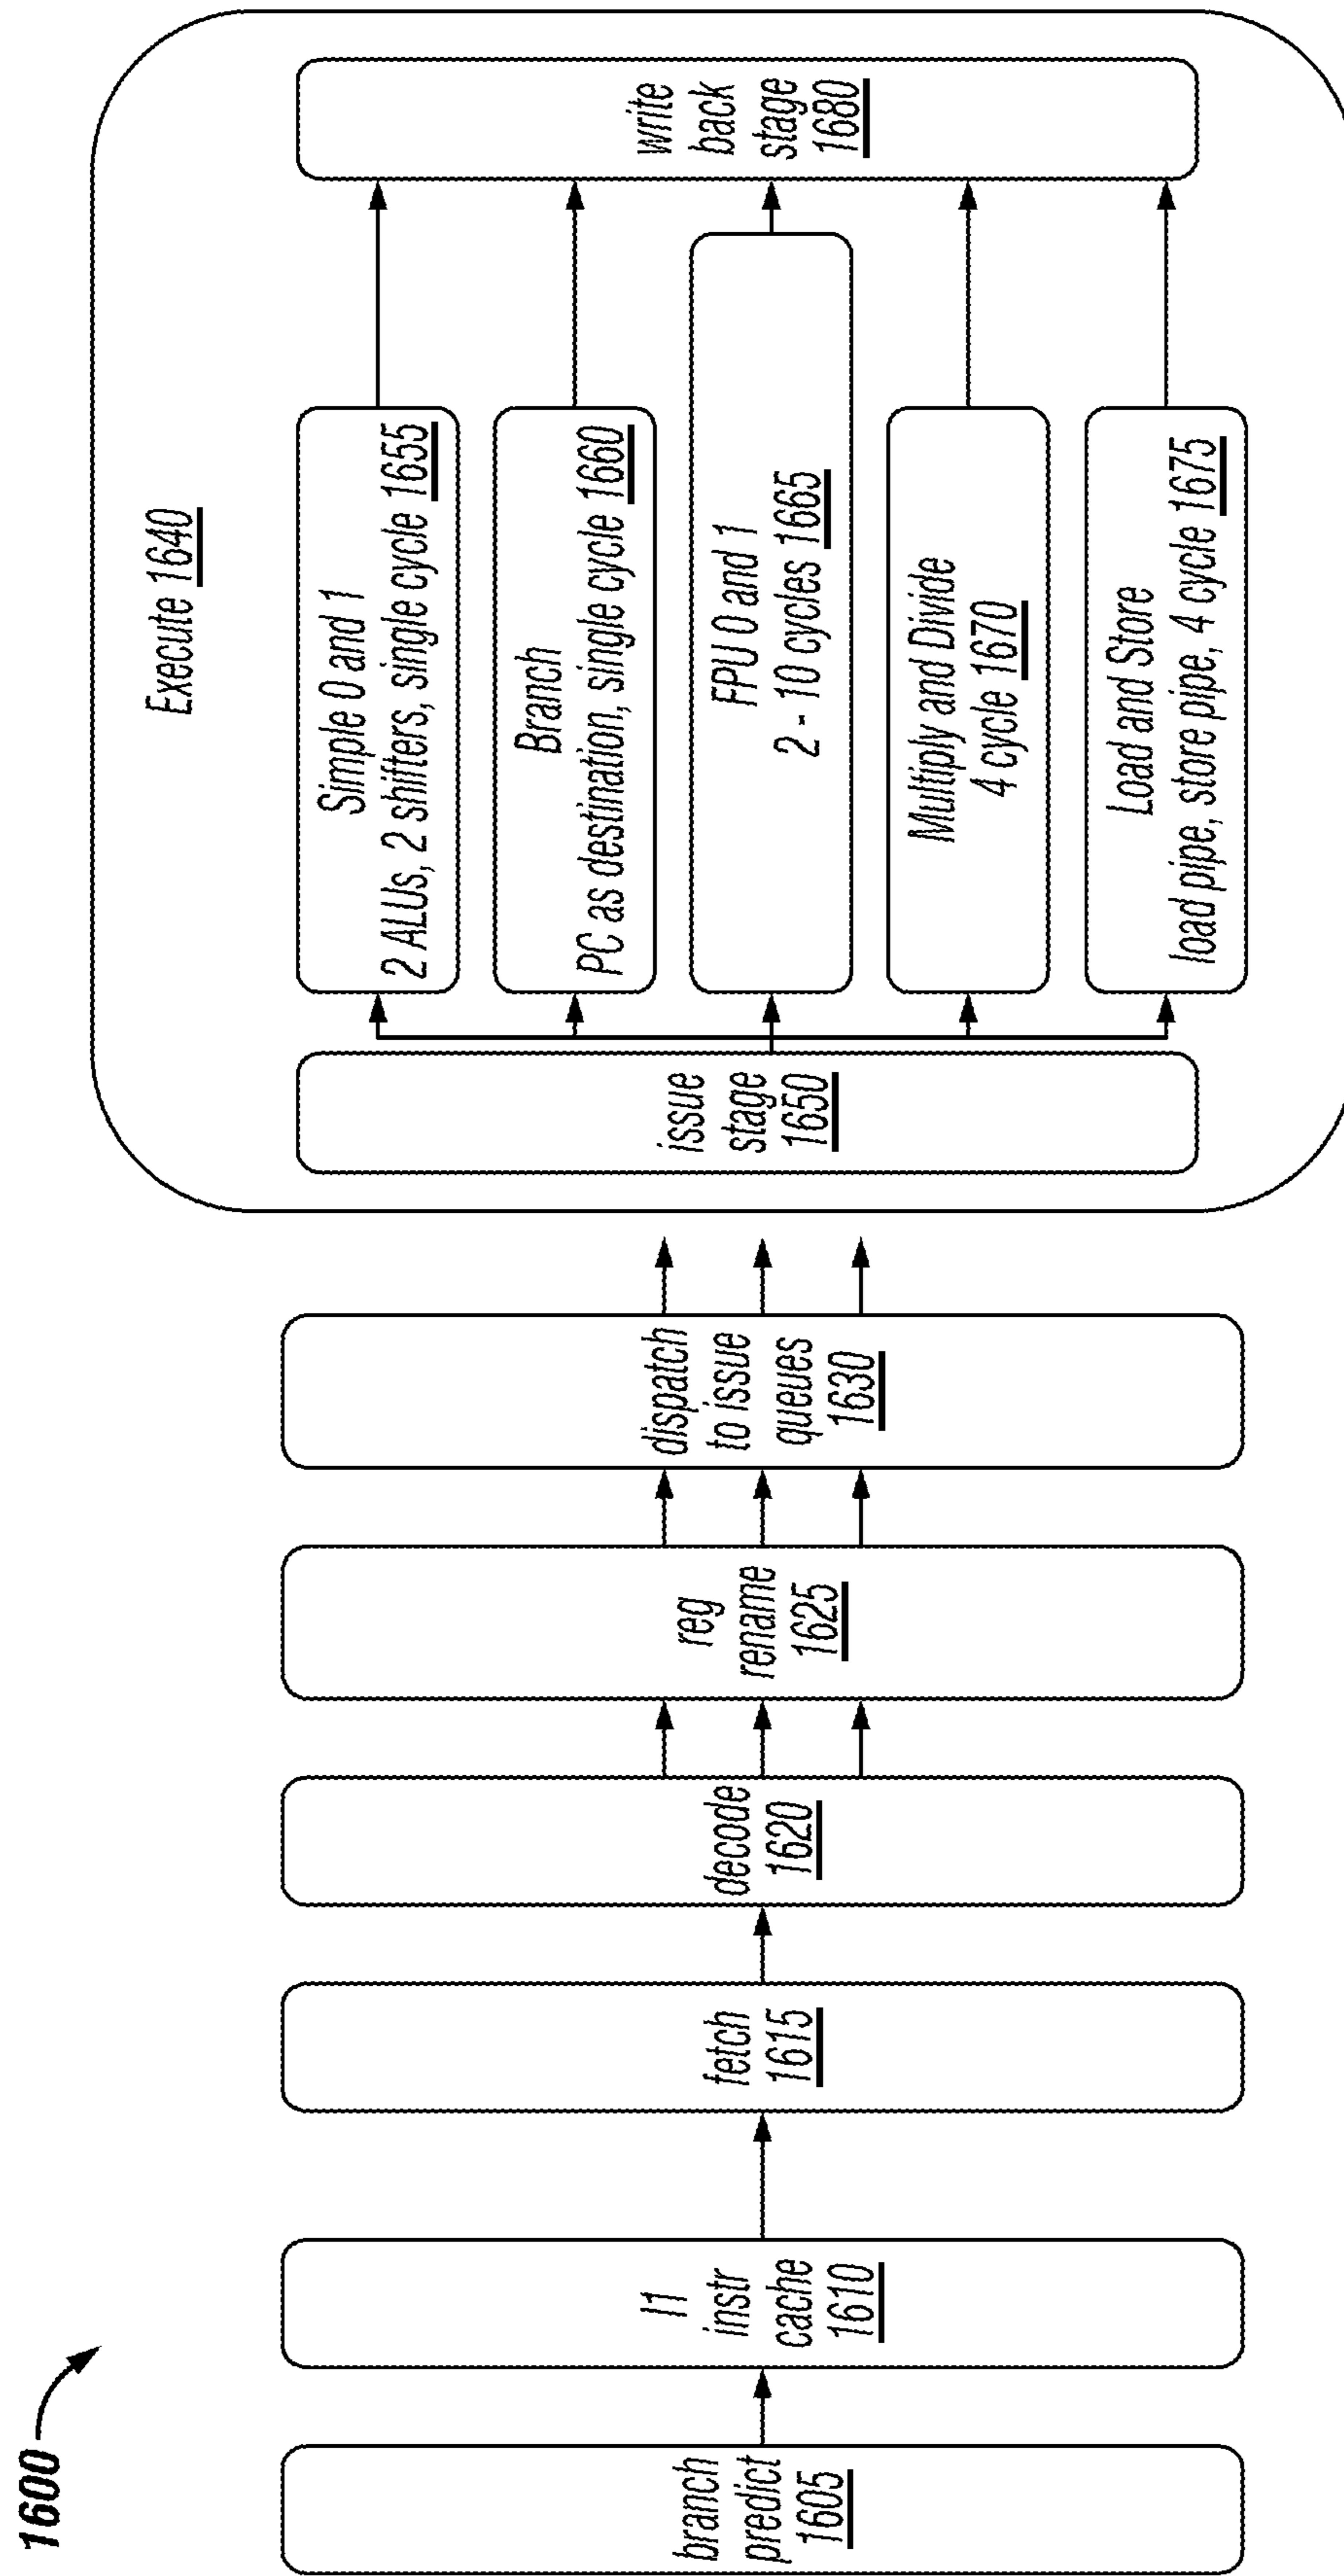 1600
branch
predict
1605
I1
instr
cache
1610
fetch
1615
decode
1620
reg
rename
1625
dispatch
to issue
queues
1630
Execute 1640
issue
stage
1650
Simple 0 and 1
2 ALUs, 2 shifters, single cycle 1655
Branch
PC as destination, single cycle 1660
FPU 0 and 1
2 - 10 cycles 1665
Multiply and Divide
4 cycle 1670
Load and Store
load pipe, store pipe, 4 cycle 1675
write
back
stage
1680